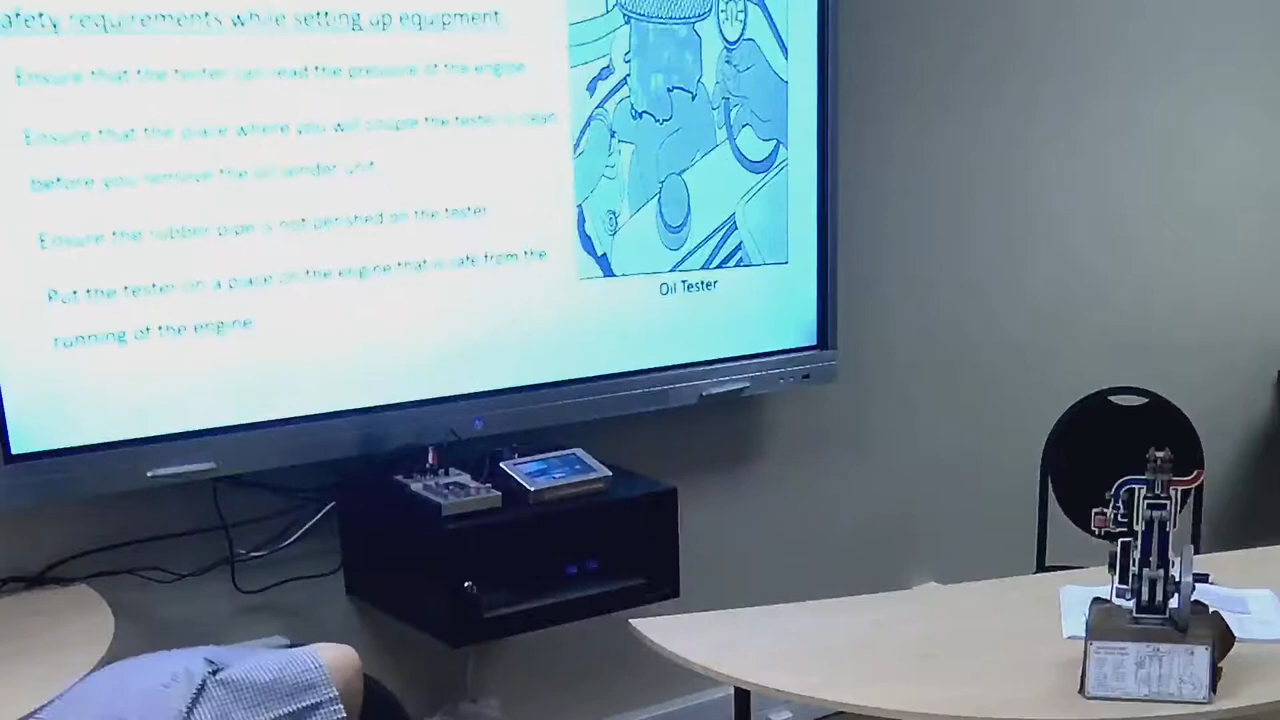 afety requirements while setting up equipment
Ensure that the tester can read the pressure of the engine
Ensure that the place where you will couple the tester is clean
before you remove the oil sender unit
Ensure the rubber pipe is not perished on the tester
Put the tester on a place on the engine that is safe from the
running of the engine
Oil Tester